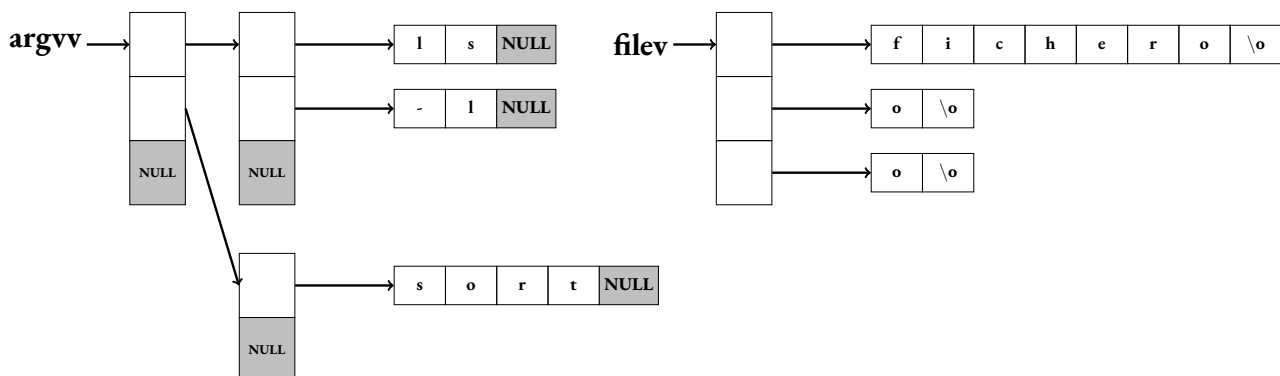 argvv l s NULL filev f i c h e r o \o
- l NULL o \o
NULL NULL o \o
s o r t NULL
NULL